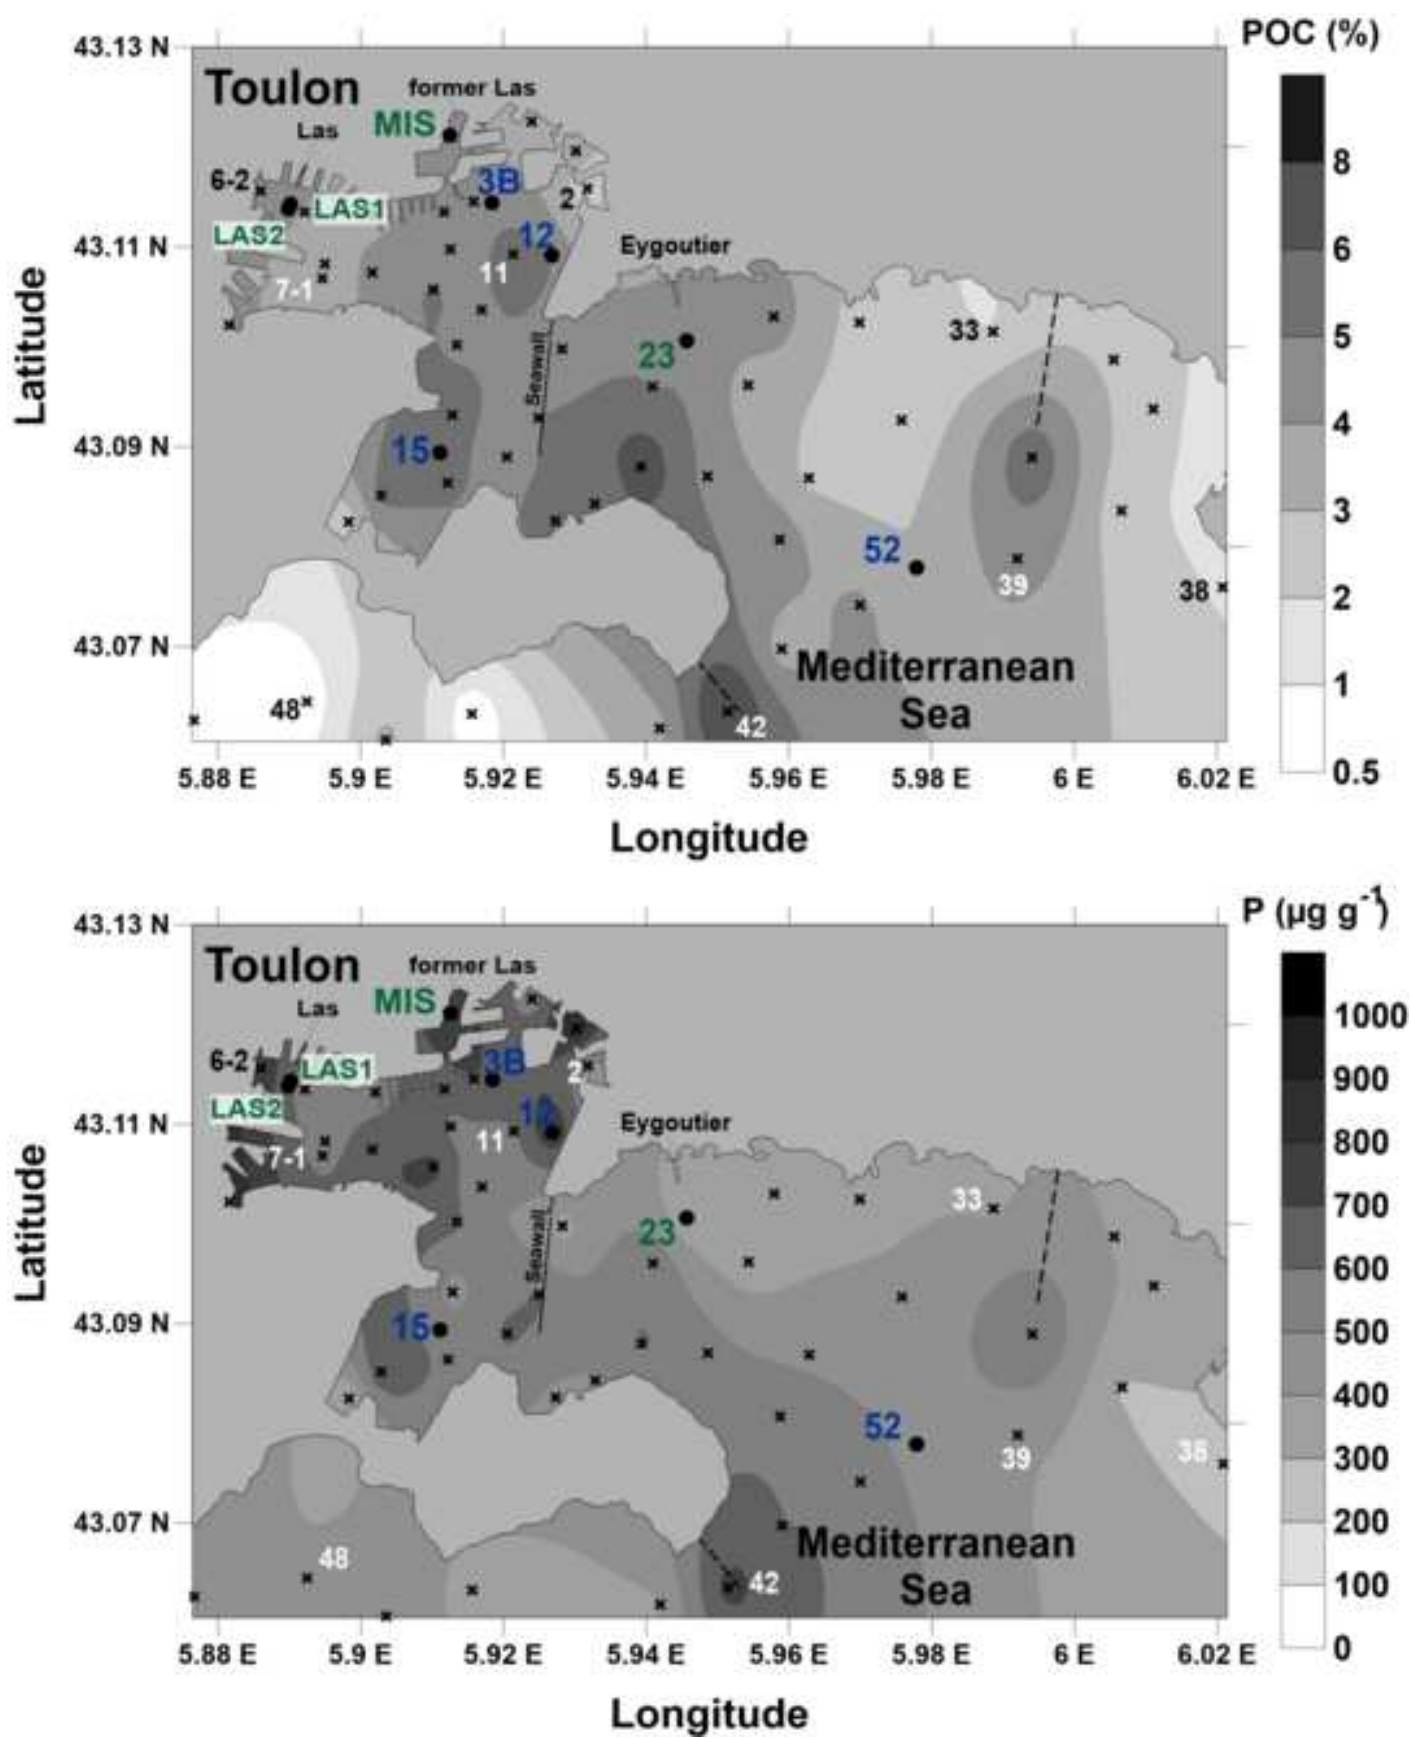 POC (%)
43.13 N
Toulon
former Las
Las
MIS
8
6-2
3B
2
LAS1
LAS2
12
6
43.11 N
Eygoutier
11
7-1
5
33
Latitude
Seawall
23
4
43.09 N
15
3
52
39
38
2
43.07 N
Mediterranean
Sea
1
48
42
0.5
5.88 E 5.9 E 5.92 E 5.94 E 5.96 E 5.98 E 6 E 6.02 E
Longitude
P (µg g-1)
43.13 N
Toulon
former Las
Las
MIS
1000
6-2
3B
LAS1
2
900
LAS2
12
43.11 N
Eygoutier
11
800
7-1
33
700
Latitude
Seawall
23
600
43.09 N
15
500
400
52
39
38
300
43.07 N
Mediterranean
Sea
200
48
42
100
0
5.88 E 5.9 E 5.92 E 5.94 E 5.96 E 5.98 E 6 E 6.02 E
Longitude